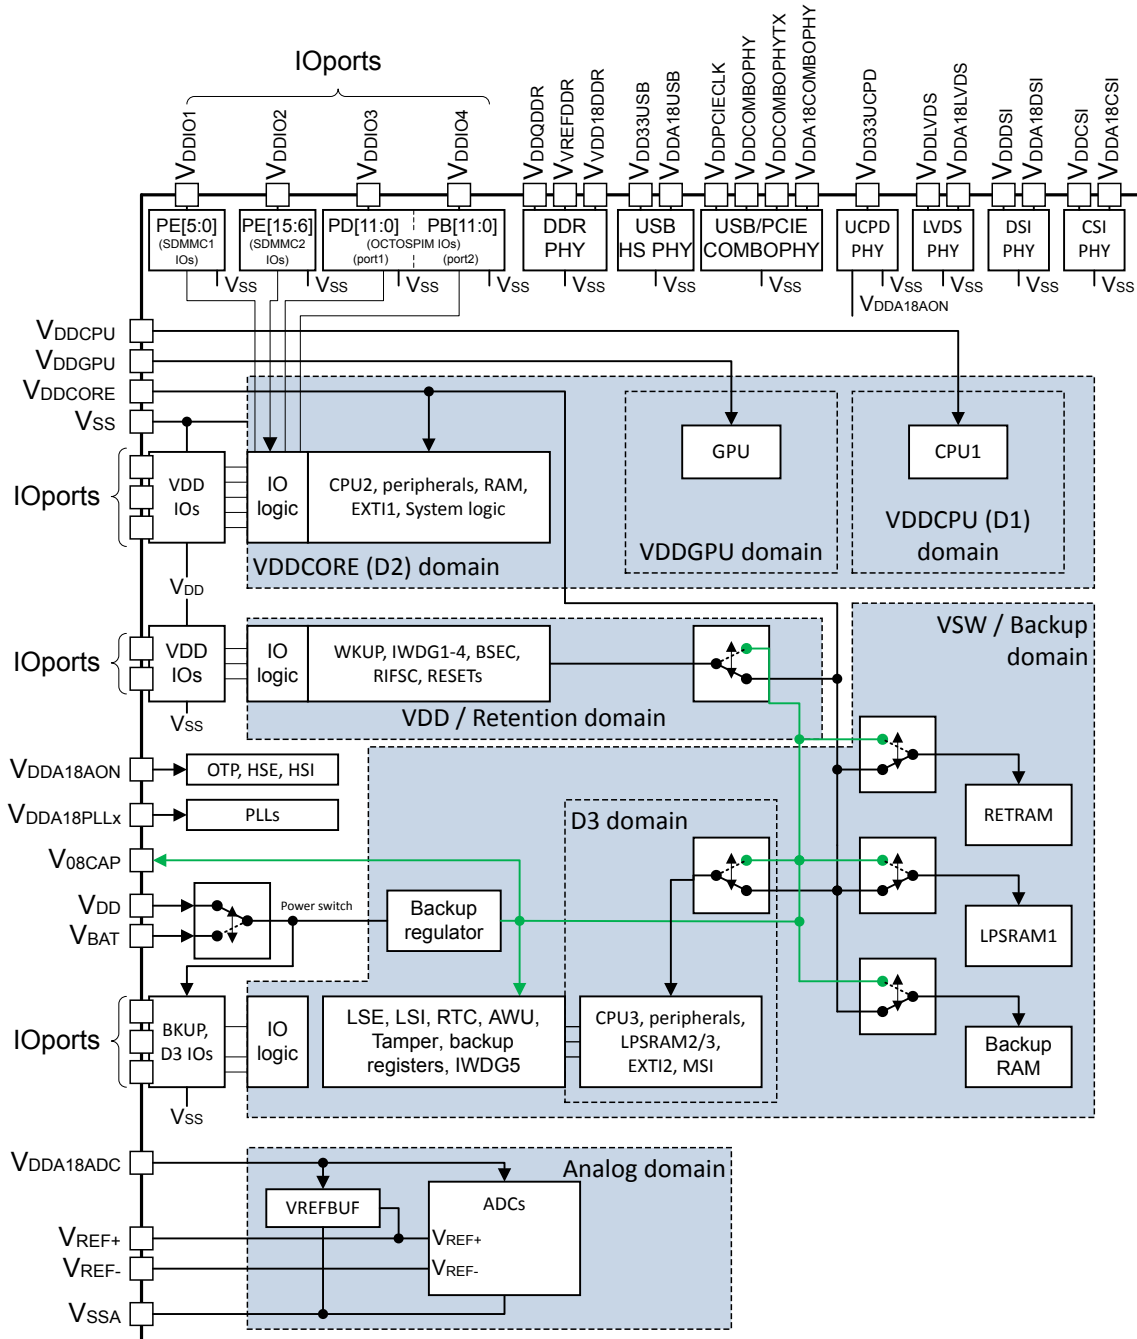 IOports
VDDIO1
VDDIO2
VDDIO3
VDDIO4
VDDQDDR
VVREFDDR
VVDD18DDR
VDD33USB
VDDA18USB
VDDPCIECLK
VDDCOMBOPHY
VDDCOMBOPHYTX
VDDA18COMBOPHY
VDD33UCPD
VDDLVDS
VDDA18LVDS
VDDDSI
VDDA18DSI
VDDCSI
VDDA18CSI
PE[5:0]
(SDMMC1
IOs)
PE[15:6]
(SDMMC2
IOs)
PD[11:0]
PB[11:0]
(OCTOSPIM IOs)
(port1)
(port2)
DDR
PHY
USB
HS PHY
USB/PCIE
COMBOPHY
UCPD
PHY
LVDS
PHY
DSI
PHY
CSI
PHY
VSS
VSS
VSS
VSS
VSS
VSS
VSS
VSS
VSS
VSS
VSS
VDDA18AON
VDDCPU
VDDGPU
VDDCORE
VSS
IOports
VDD
IOs
IO
logic
CPU2, peripherals, RAM,
EXTI1, System logic
GPU
CPU1
VDDCORE (D2) domain
VDDGPU domain
VDDCPU (D1)
domain
VDD
IOports
VDD
IOs
IO
logic
WKUP, IWDG1-4, BSEC,
RIFSC, RESETs
VSW / Backup
domain
VSS
VDD / Retention domain
VDDA18AON
OTP, HSE, HSI
VDDA18PLLx
PLLs
D3 domain
RETRAM
V08CAP
VDD
VBAT
Power switch
Backup
regulator
LPSRAM1
IOports
BKUP,
D3 IOs
IO
logic
LSE, LSI, RTC, AWU,
Tamper, backup
registers, IWDG5
CPU3, peripherals,
LPSRAM2/3,
EXTI2, MSI
Backup
RAM
VSS
VDDA18ADC
Analog domain
VREFBUF
ADCs
VREF+
VREF+
VREF-
VREF-
VSSA